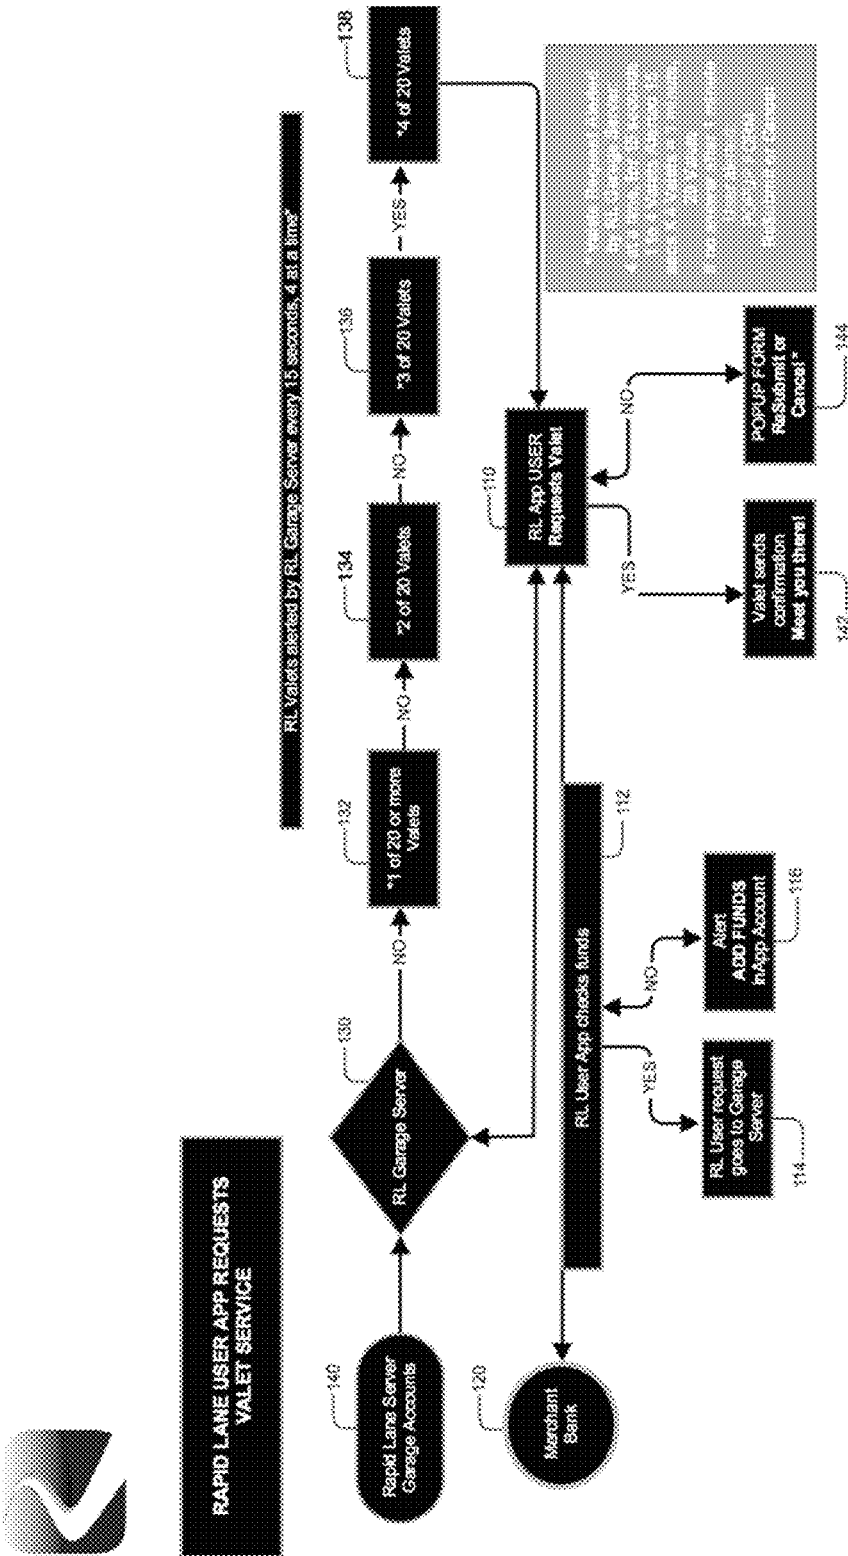 RAPID LANE USER APP REQUESTS
VALET SERVICE
RL Valets alerted by RL Garage Server every 15 seconds, 4 at a time*
140
Rapid Lane Server
Garage Accounts
130
RL Garage Server
NO
132
*1 of 20 or more
Valets
NO
134
*2 of 20 Valets
NO
136
*3 of 20 Valets
YES
138
*4 of 20 Valets
120
Merchant
Bank
RL User App checks funds
112
110
RL App USER
Requests Valet
YES
NO
YES
NO
RL User request
goes to Garage
Server
114
Alert
ADD FUNDS
in App Account
116
Valet sends
confirmation
Meet you there!
142
POPUP FORM
ReSubmit or
Cancel *
144